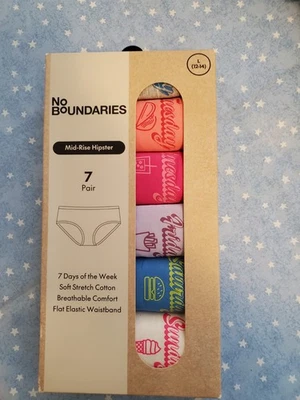 L
(12-14)
No
BOUNDARIES
Mid-Rise Hipster
7
Pair
7 Days of the Week
Soft Stretch Cotton
Breathable Comfort
Flat Elastic Waistband